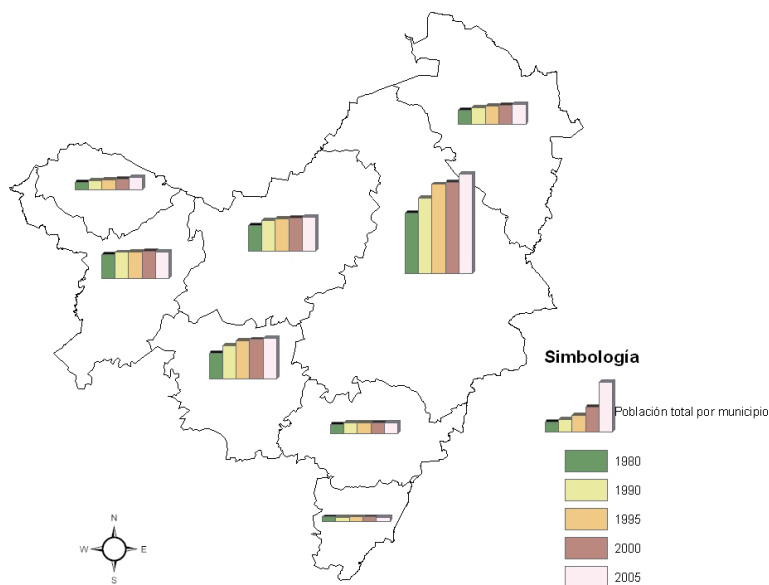 Simbología
Población total por municipio
1980
1990
1995
2000
2005
N
W E
S